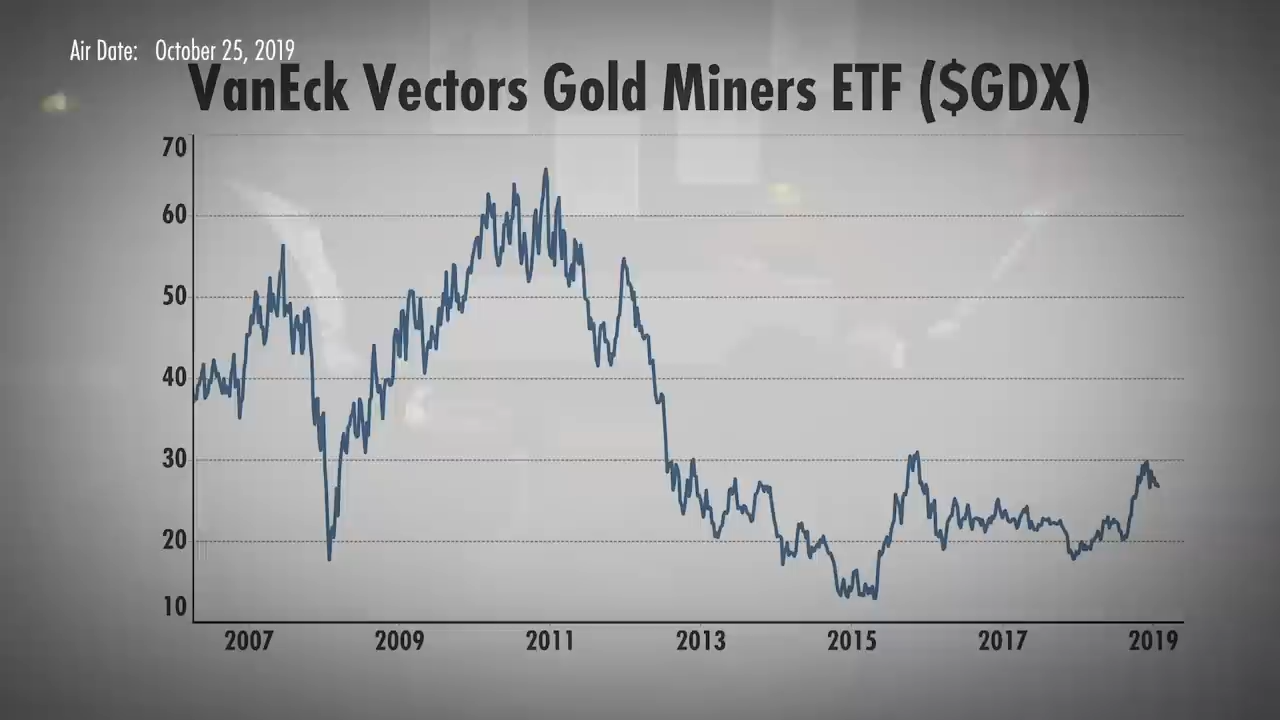 Air Date: October 25, 2019
VanEck Vectors Gold Miners ETF ($GDX)
70
60
50
40
30
20
10
2007 2009 2011 2013 2015 2017 2019